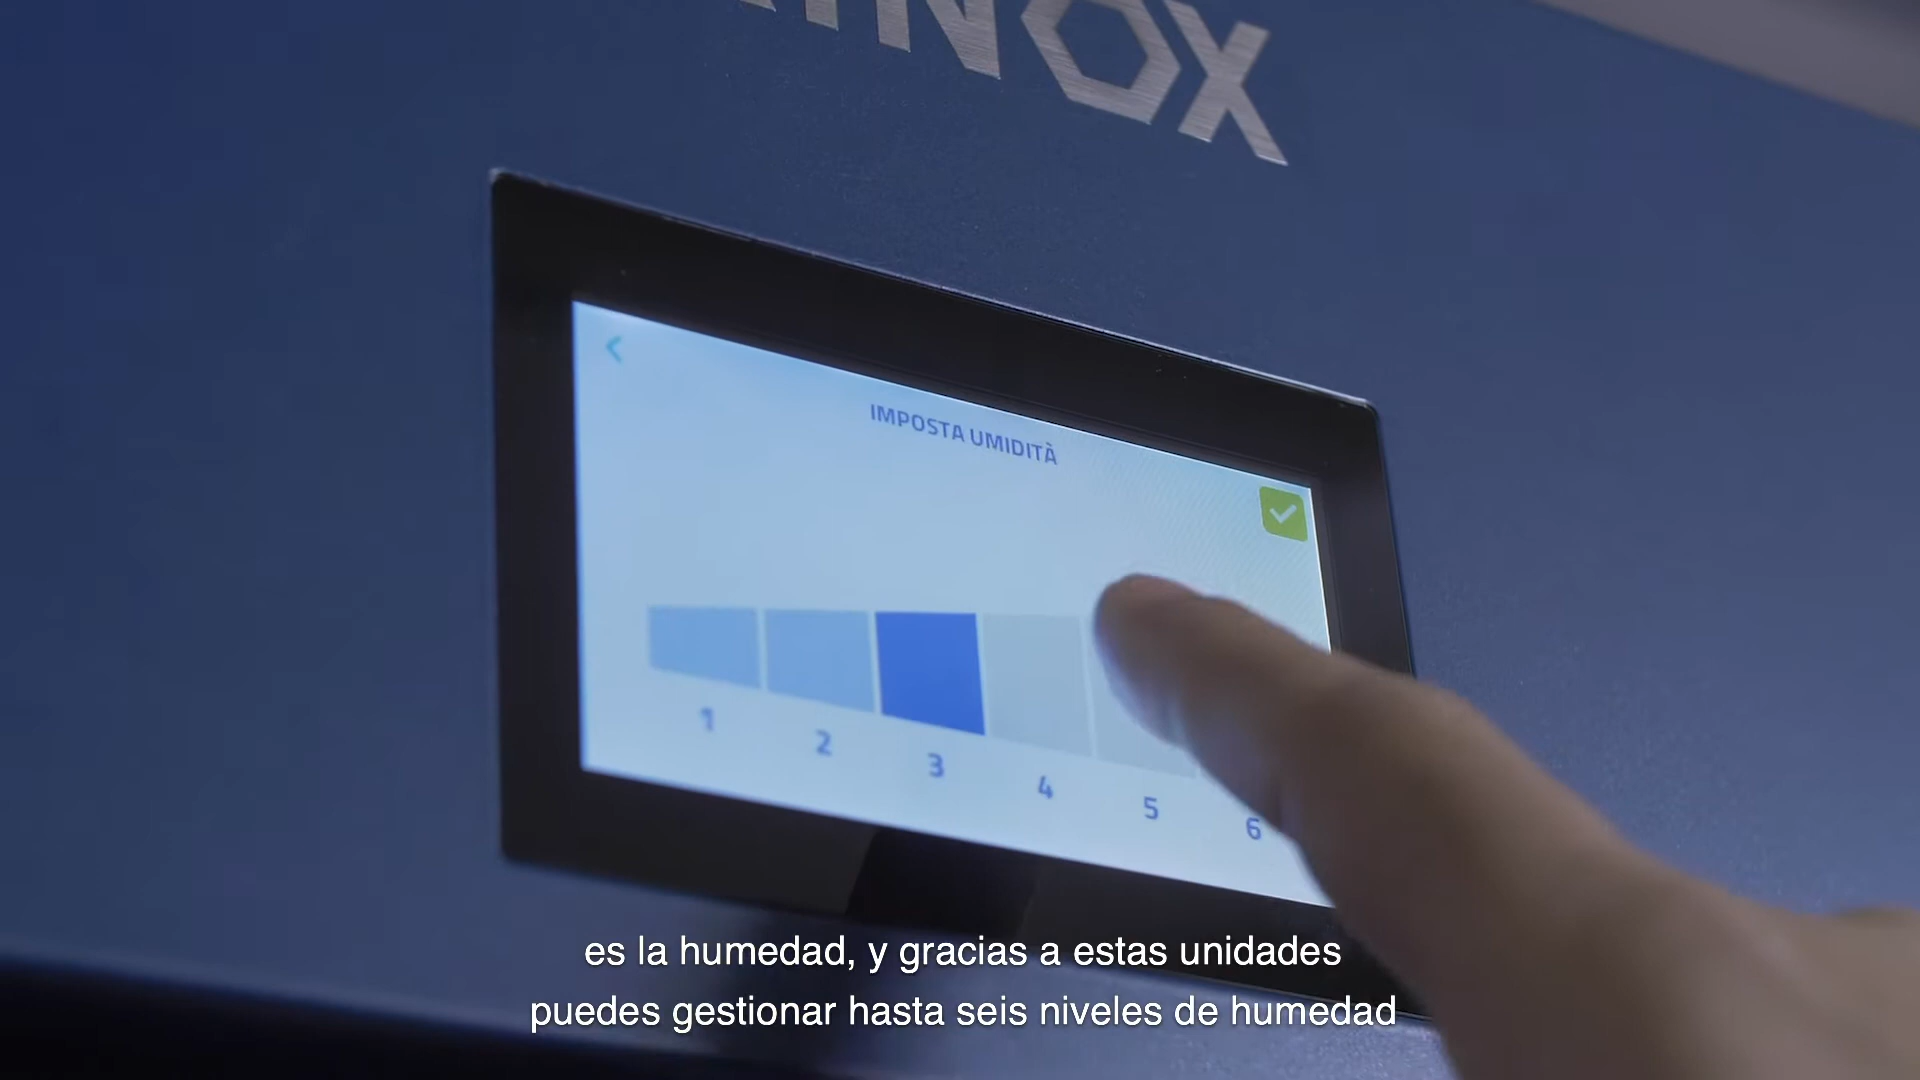 IMPOSTA UMIDITÀ
1
2
3
4
5
6
es la humedad, y gracias a estas unidades
puedes gestionar hasta seis niveles de humedad